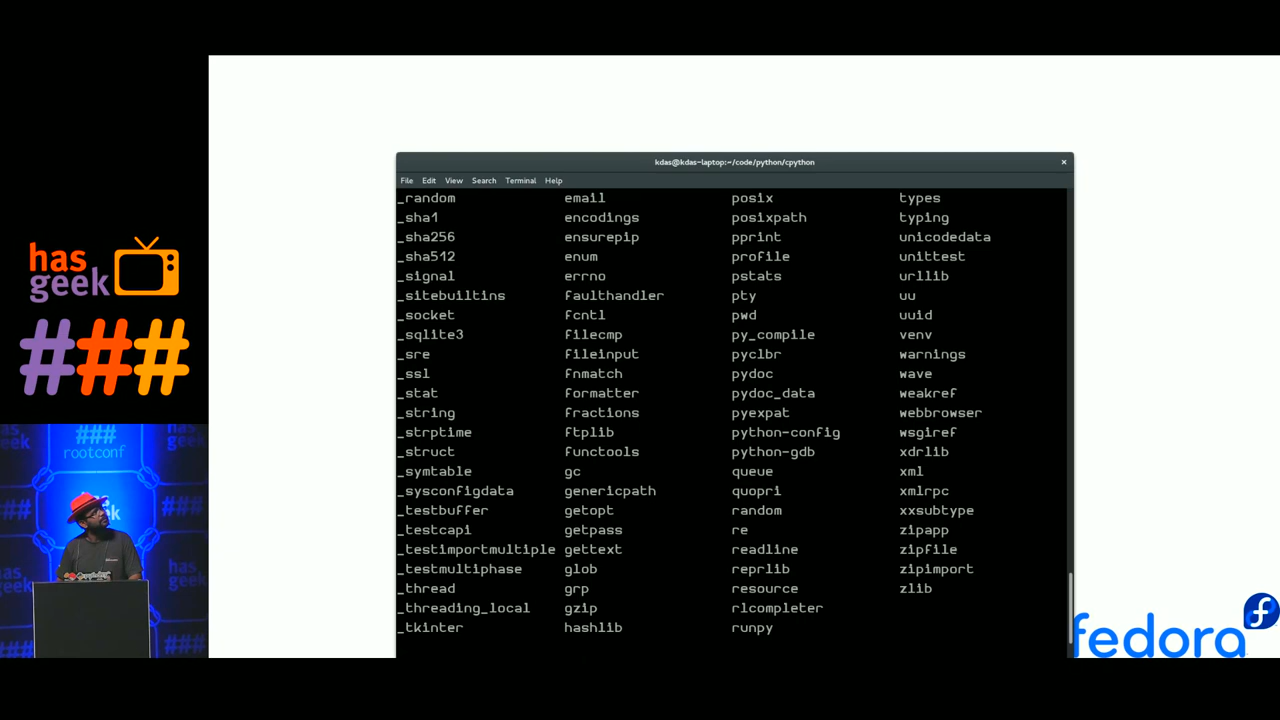 kdas@kdas-laptop:~/code/python/cpython
File Edit View Search Terminal Help
_random email posix types
_sha1 encodings posixpath typing
_sha256 ensurepip pprint unicodedata
_sha512 enum profile unittest
_signal errno pstats urllib
_sitebuiltins faulthandler pty uu
_socket fcntl pwd uuid
_sqlite3 filecmp py_compile venv
_sre fileinput pyclbr warnings
_ssl fnmatch pydoc wave
_stat formatter pydoc_data weakref
_string fractions pyexpat webbrowser
_strptime ftplib python-config wsgiref
_struct functools python-gdb xdrlib
_symtable gc queue xml
_sysconfigdata genericpath quopri xmlrpc
_testbuffer getopt random xxsubtype
_testcapi getpass re zipapp
_testimportmultiple gettext readline zipfile
_testmultiphase glob reprlib zipimport
_thread grp resource zlib
_threading_local gzip rlcompleter
_tkinter hashlib runpy
has
geek
###
###
rootconf
has
geek
fedora